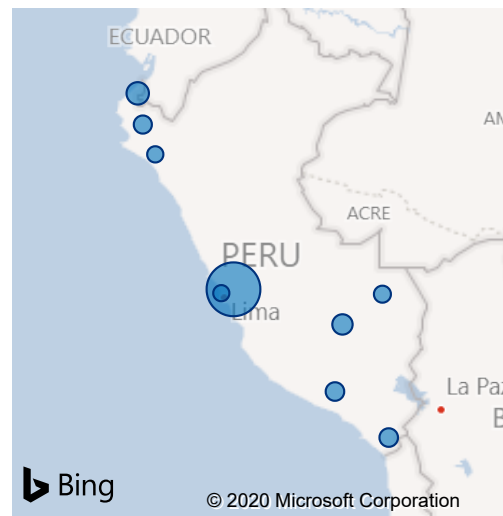 ECUADOR
AM
ACRE
PERU
Lima
La Paz
B
Bing
© 2020 Microsoft Corporation